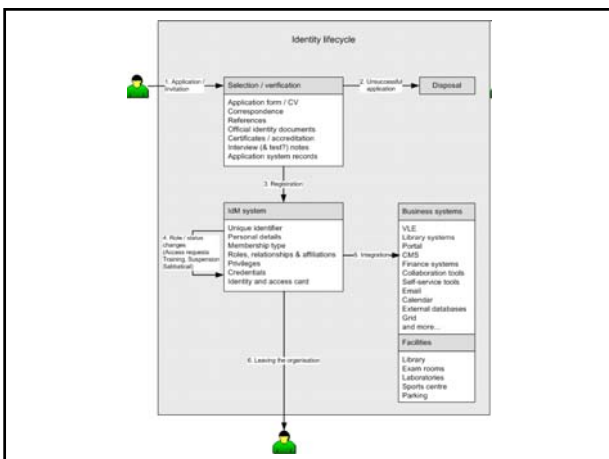 Identity lifecycle
1. Application /
Invitation
Selection / verification
Application form / CV
Correspondence
References
Official identity documents
Certificates / accreditation
Interview (& test?) notes
Application system records
2. Unsuccessful
application
Disposal
3. Registration
IdM system
Unique identifier
Personal details
Membership type
Roles, relationships & affiliations
Privileges
Credentials
Identity and access card
4. Role / status
changes
(Access requests
Training, Suspension
Sabbatical)
5. Integration
Business systems
VLE
Library systems
Portal
CMS
Finance systems
Collaboration tools
Self-service tools
Email
Calendar
External databases
Grid
and more...
Facilities
Library
Exam rooms
Laboratories
Sports centre
Parking
6. Leaving the organisation